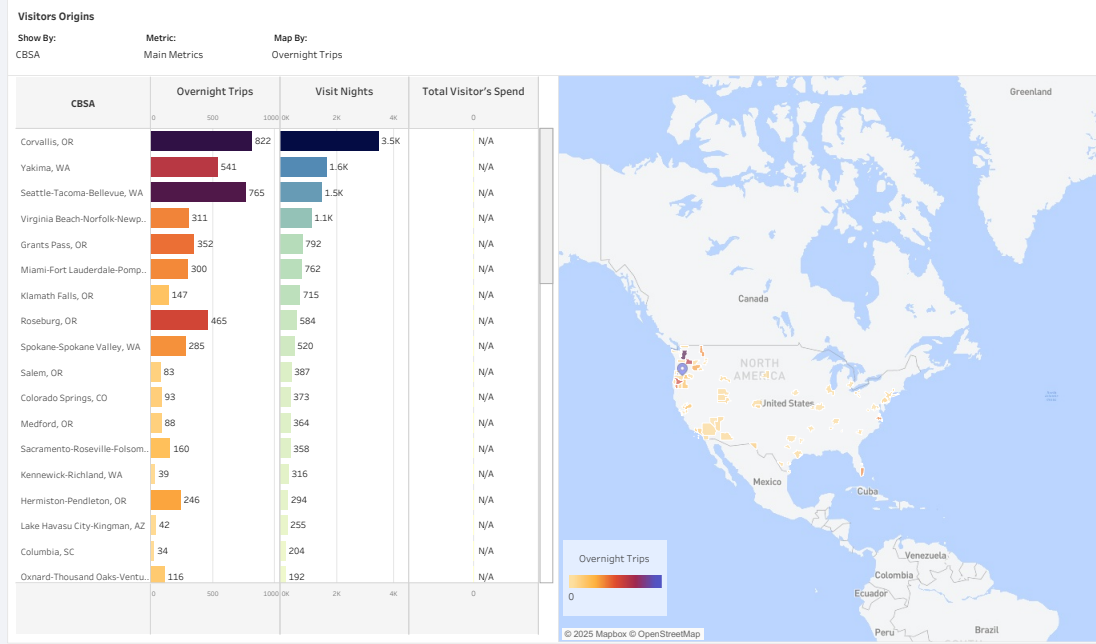 Visitors Origins
Show By: Metric: Map By:
CBSA Main Metrics Overnight Trips
CBSA Overnight Trips Visit Nights Total Visitor's Spend
0 500 1000 0K 2K 4K 0
Corvallis, OR 822 3.5K N/A
Yakima, WA 541 1.6K N/A
Seattle-Tacoma-Bellevue, WA 765 1.5K N/A
Virginia Beach-Norfolk-Newp.. 311 1.1K N/A
Grants Pass, OR 352 792 N/A
Miami-Fort Lauderdale-Pomp.. 300 762 N/A
Klamath Falls, OR 147 715 N/A
Roseburg, OR 465 584 N/A
Spokane-Spokane Valley, WA 285 520 N/A
Salem, OR 83 387 N/A
Colorado Springs, CO 93 373 N/A
Medford, OR 88 364 N/A
Sacramento-Roseville-Folsom.. 160 358 N/A
Kennewick-Richland, WA 39 316 N/A
Hermiston-Pendleton, OR 246 294 N/A
Lake Havasu City-Kingman, AZ 42 255 N/A
Columbia, SC 34 204 N/A
Oxnard-Thousand Oaks-Ventu.. 116 192 N/A
0 500 1000 0K 2K 4K 0
Greenland
Canada
NORTH
AMERICA
United States
Mexico
Cuba
Venezuela
Colombia
Ecuador
Peru
Brazil
Overnight Trips
0
© 2025 Mapbox © OpenStreetMap